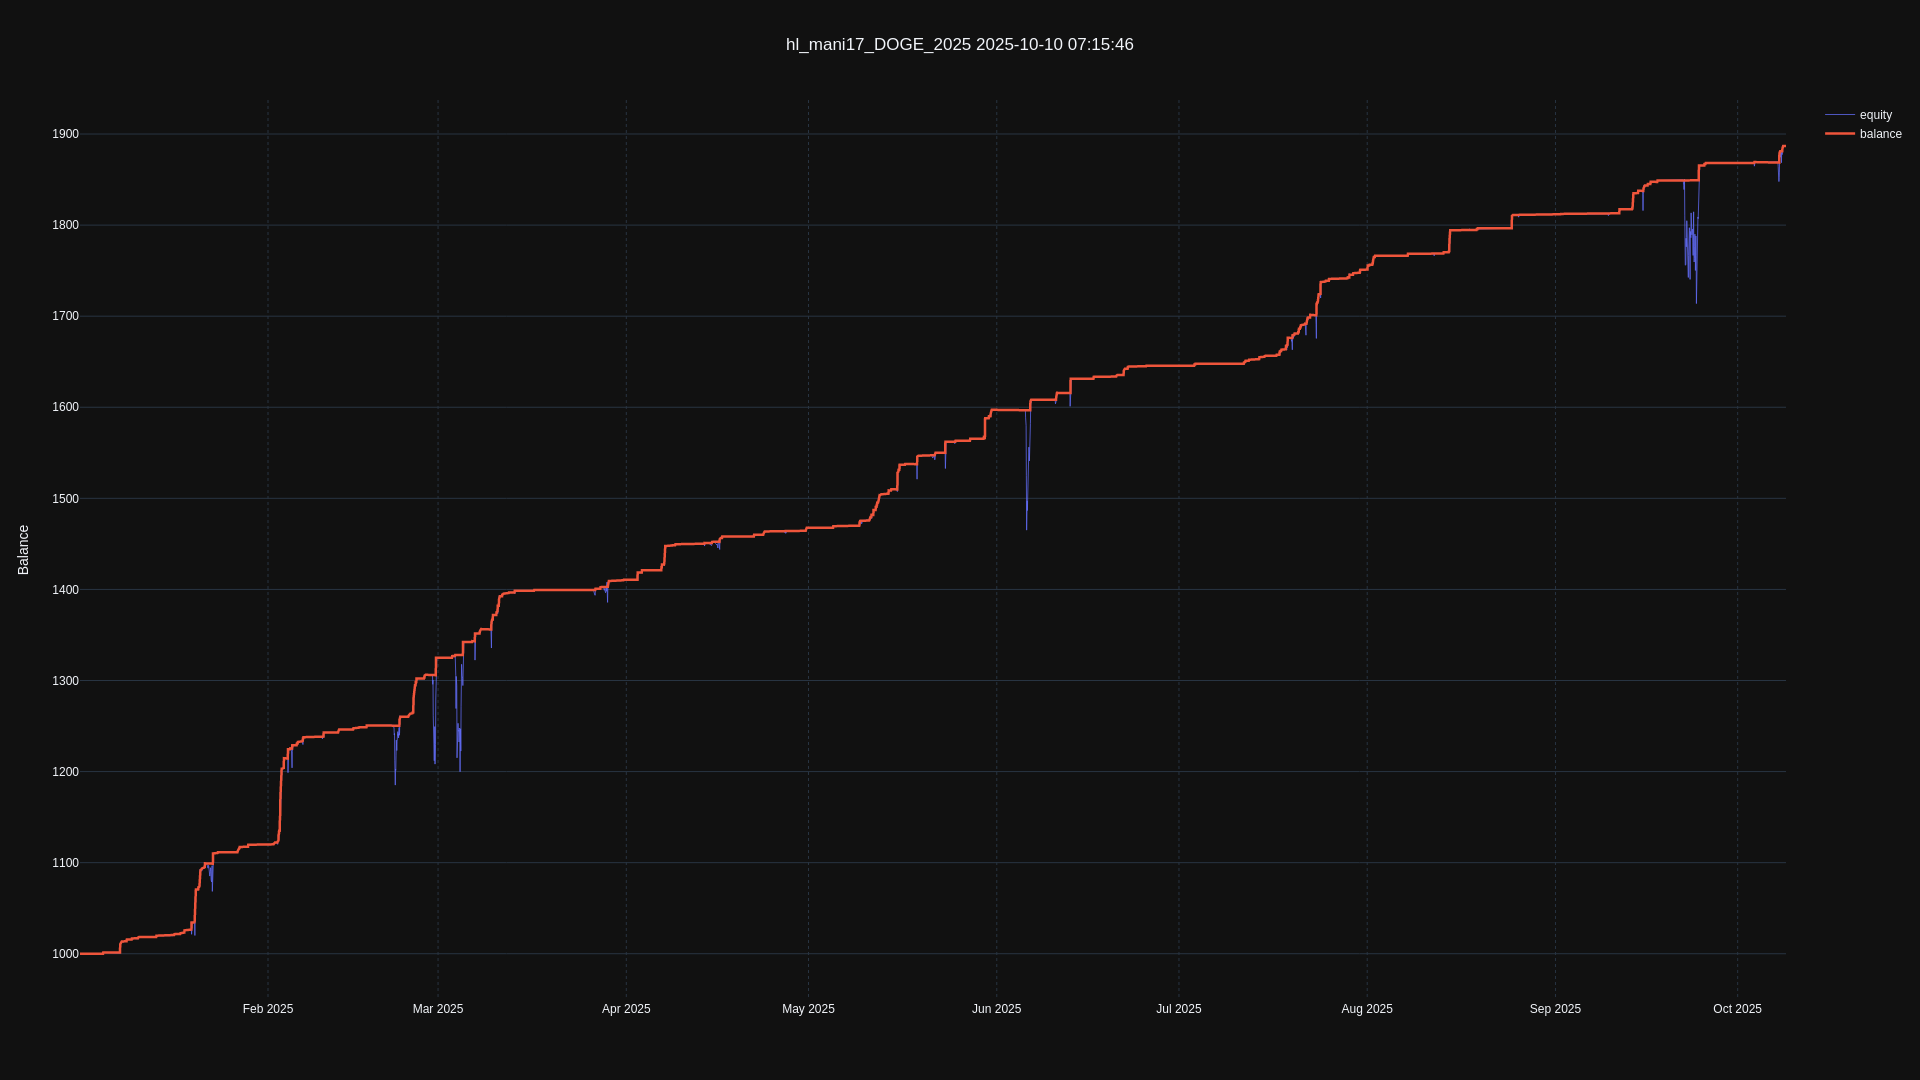 hl_mani17_DOGE_2025 2025-10-10 07:15:46
equity
balance
1900
1800
1700
1600
1500
1400
1300
1200
1100
1000
Balance
Feb 2025
Mar 2025
Apr 2025
May 2025
Jun 2025
Jul 2025
Aug 2025
Sep 2025
Oct 2025